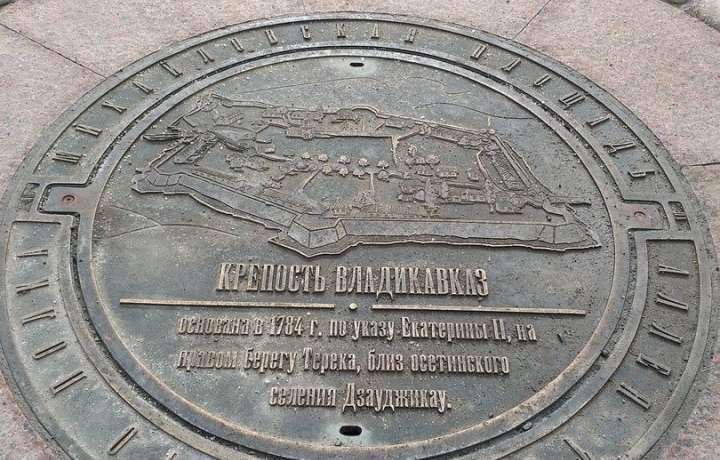 МИХАЙЛОВСКАЯ ПЛОЩАДЬ
КРЕПОСТЬ ВЛАДИКАВКАЗ
основана в 1784 г. по указу Екатерины II, на
правом берегу Терека, близ осетинского
селения Дзауджикау.